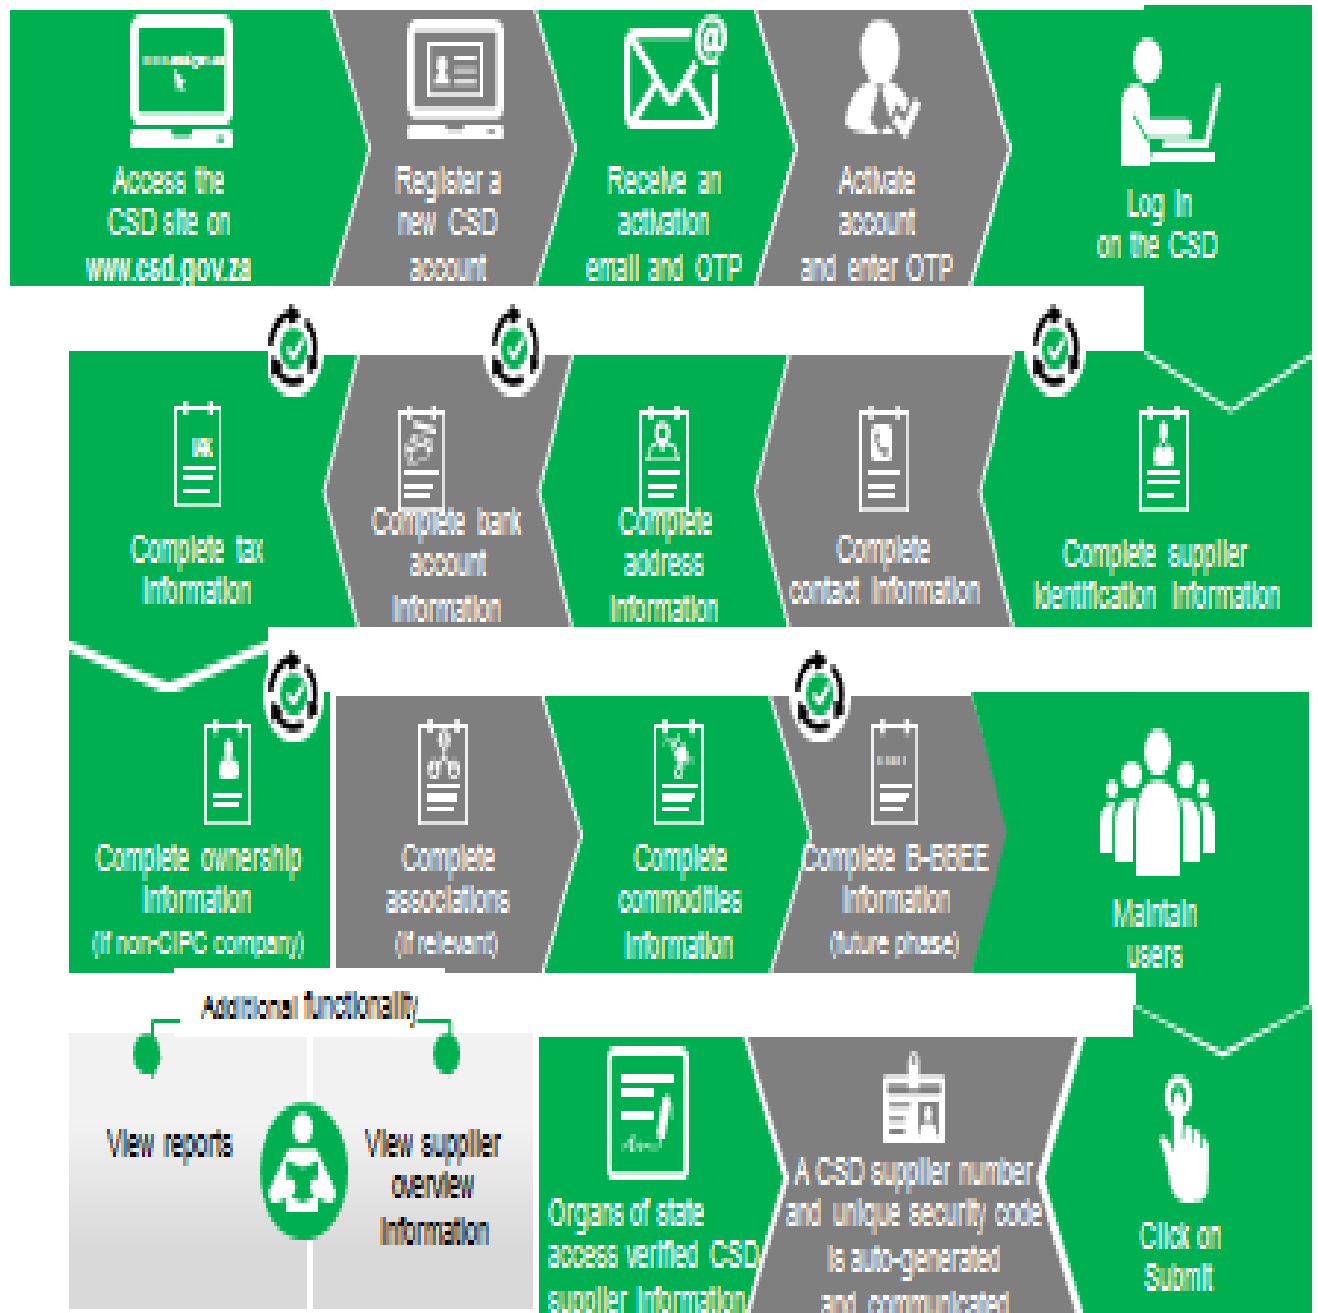 Access the
CSD site on
www.csd.gov.za
Register a
new CSD
account
Receive an
activation
email and OTP
Activate
account
and enter OTP
Log in
on the CSD
Complete supplier
identification information
Complete
contact information
Complete
address
information
Complete bank
account
information
TAX
Complete tax
information
Complete ownership
information
(if non-CIPC company)
Complete
associations
(if relevant)
Complete
commodities
information
Complete B-BBEE
information
(future phase)
Maintain
users
Click on
Submit
A CSD supplier number
and unique security code
is auto-generated
and communicated
Organs of state
access verified CSD
supplier information
Additional functionality
View reports
View supplier
overview
information